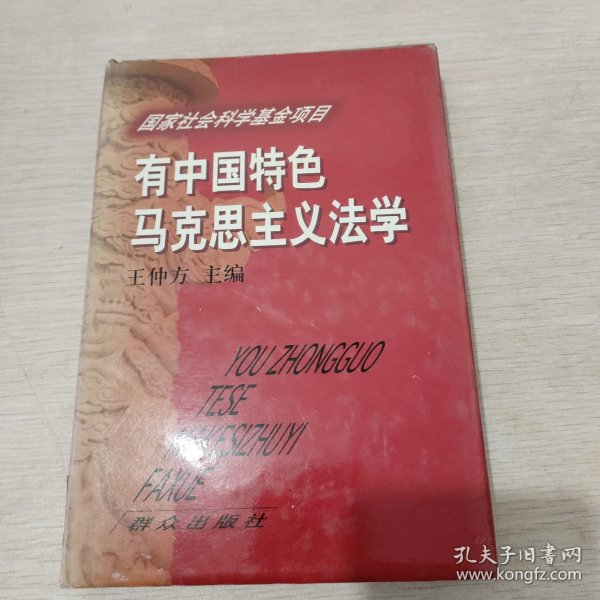 国家社会科学基金项目
有中国特色
马克思主义法学
王仲方 主编
YOU ZHONGGUO
TESE
MAKESIZHUYI
FAXUE
群众出版社
孔夫子旧书网
www.kongfz.com